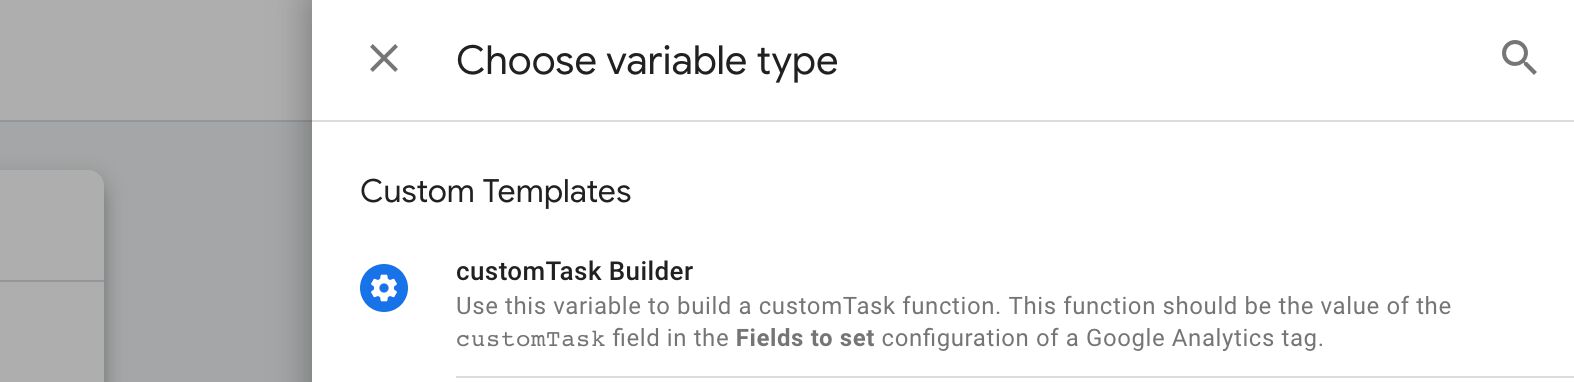 Choose variable type
Custom Templates
customTask Builder
Use this variable to build a customTask function. This function should be the value of the
customTask field in the Fields to set configuration of a Google Analytics tag.